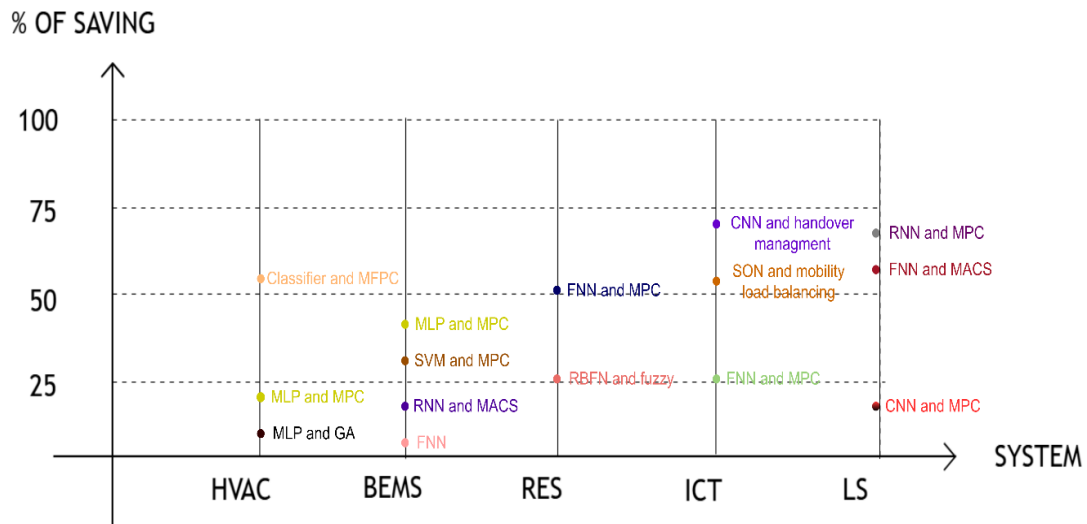 % OF SAVING
100
75
50
25
CNN and handover
managment
RNN and MPC
SON and mobility
load balancing
FNN and MACS
Classifier and MFPC
FNN and MPC
MLP and MPC
SVM and MPC
RBFN and fuzzy
FNN and MPC
MLP and MPC
RNN and MACS
CNN and MPC
MLP and GA
FNN
SYSTEM
HVAC
BEMS
RES
ICT
LS